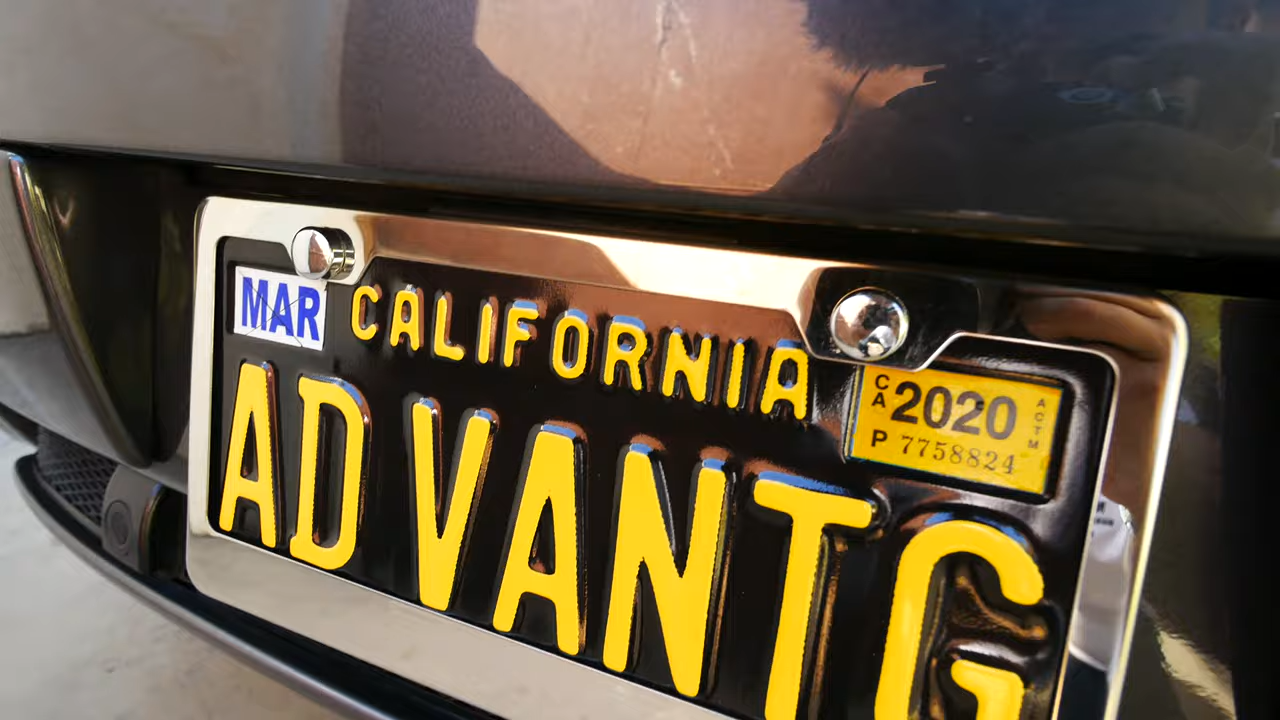 MAR
CALIFORNIA
CA 2020 ACTM
P 7758824
AD VANTG